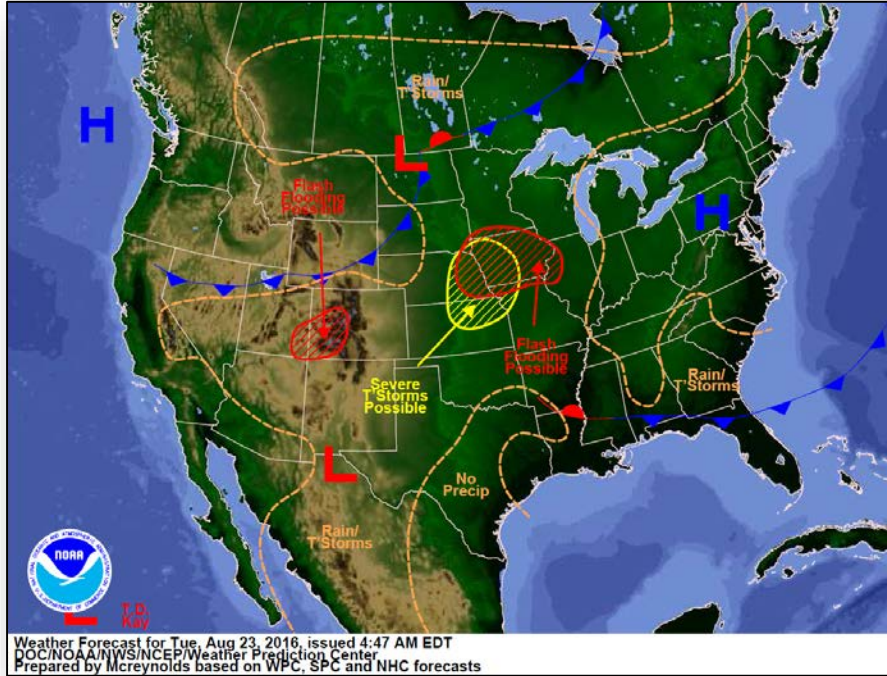 H
Rain/
T'Storms
L
Flash
Flooding
Possible
H
Flash
Flooding
Possible
Severe
T'Storms
Possible
Rain/
T'Storms
L
No
Precip
Rain/
T'Storms
NOAA
L
T.D.
Kay
Weather Forecast for Tue, Aug 23, 2016, issued 4:47 AM EDT
DOC/NOAA/NWS/NCEP/Weather Prediction Center
Prepared by Mcreynolds based on WPC, SPC and NHC forecasts